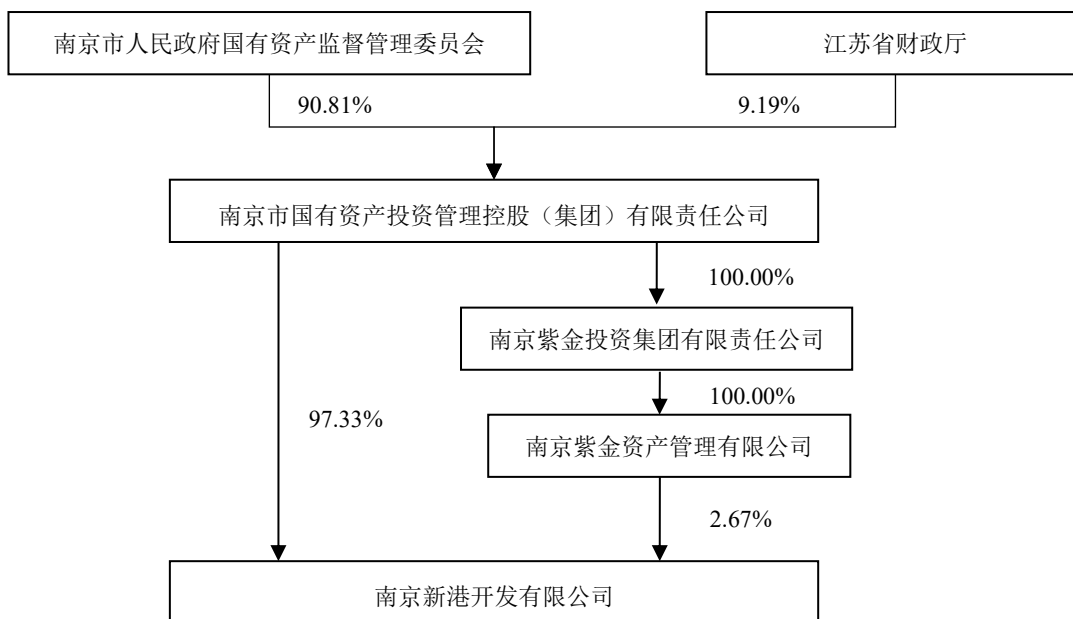 南京市人民政府国有资产监督管理委员会
江苏省财政厅
90.81%
9.19%
南京市国有资产投资管理控股（集团）有限责任公司
100.00%
南京紫金投资集团有限责任公司
100.00%
97.33%
南京紫金资产管理有限公司
2.67%
南京新港开发有限公司